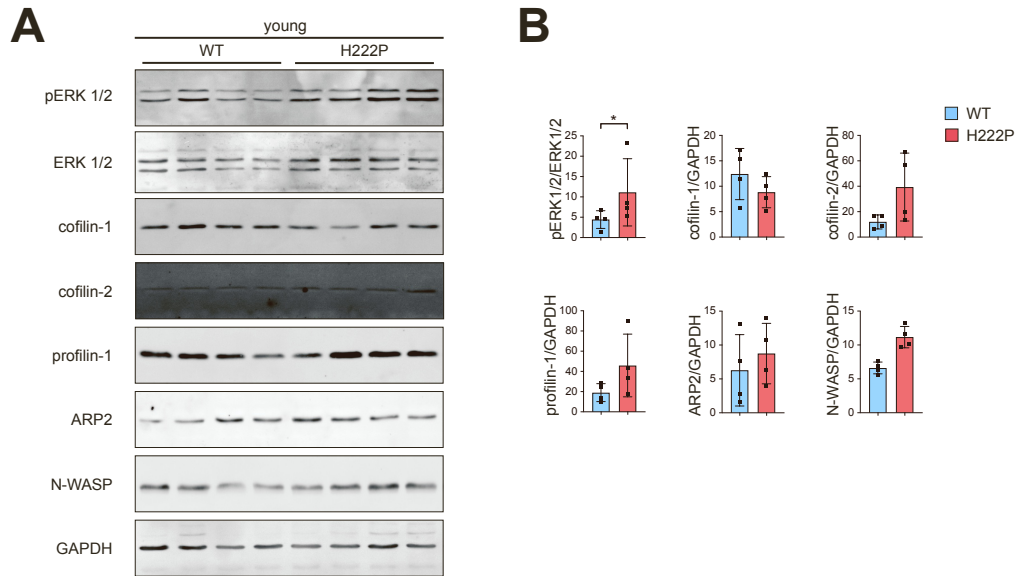 A
young
WT
H222P
pERK 1/2
ERK 1/2
cofilin-1
cofilin-2
profilin-1
ARP2
N-WASP
GAPDH
B
WT
H222P
pERK1/2/ERK1/2
25
20
15
10
5
0
*
cofilin-1/GAPDH
20
15
10
5
0
cofilin-2/GAPDH
80
60
40
20
0
profilin-1/GAPDH
100
80
60
40
20
0
ARP2/GAPDH
15
10
5
0
N-WASP/GAPDH
15
10
5
0